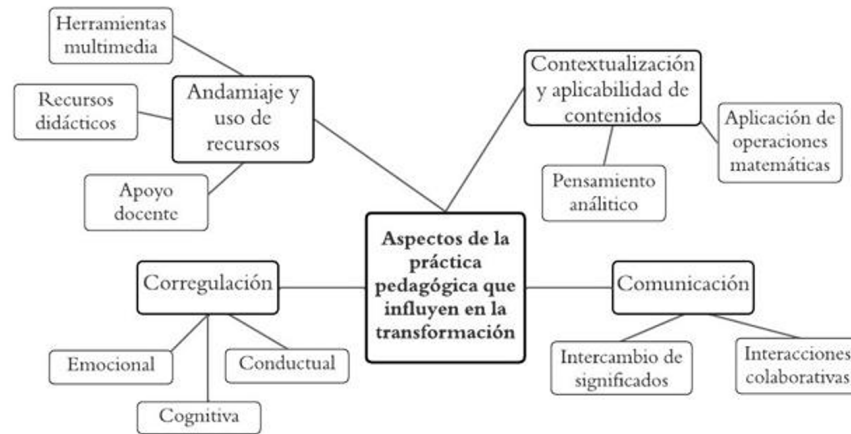 Herramientas
multimedia
Andamiaje y
uso de
recursos
Recursos
didácticos
Apoyo
docente
Contextualización
y aplicabilidad de
contenidos
Aplicación de
operaciones
matemáticas
Pensamiento
análitico
Aspectos de la
práctica
pedagógica que
influyen en la
transformación
Corregulación
Emocional
Conductual
Cognitiva
Comunicación
Intercambio de
significados
Interacciones
colaborativas